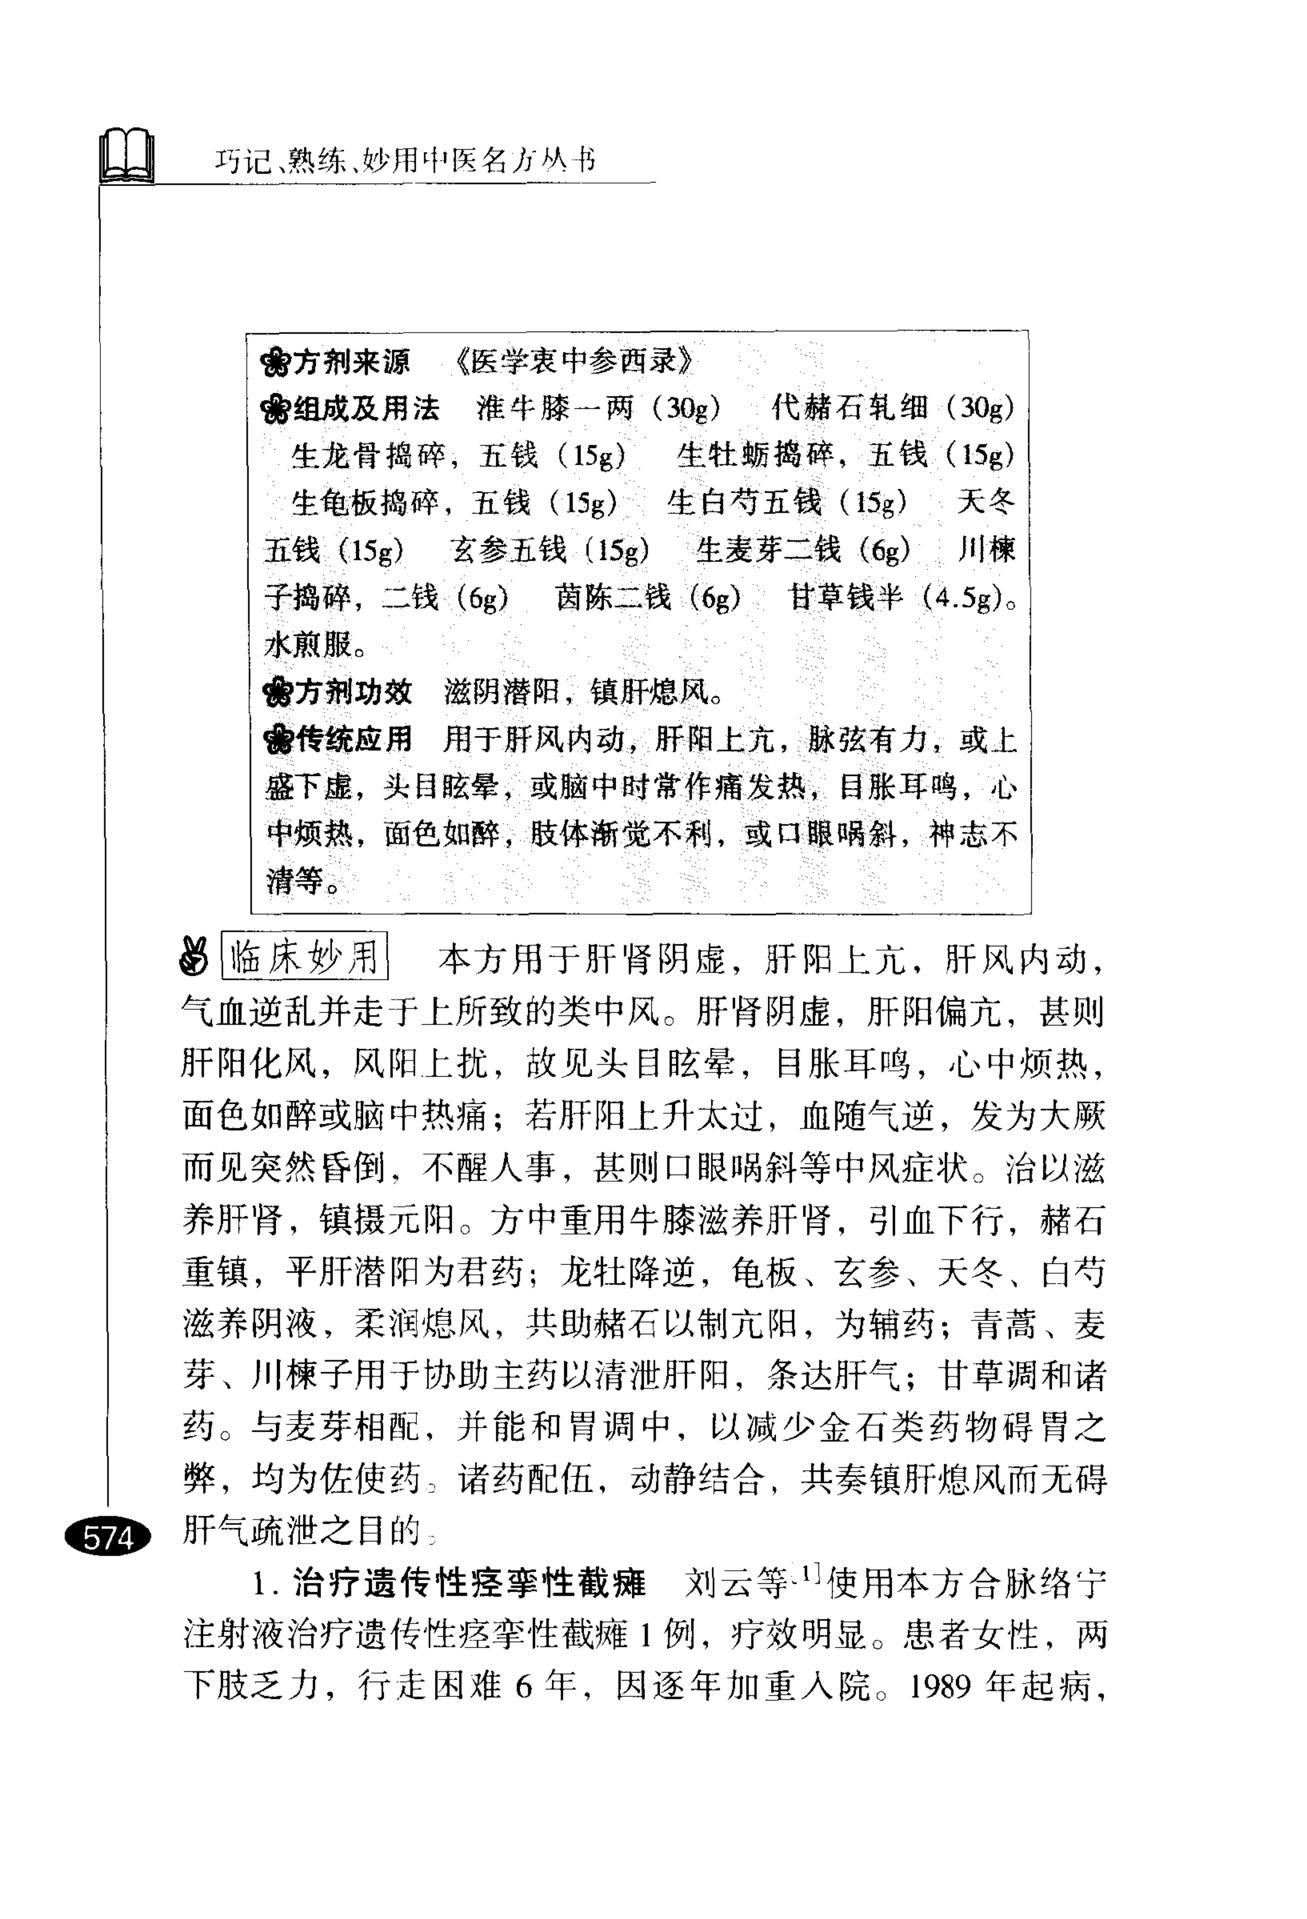 巧记、熟练、妙用中医名方丛书
方剂来源 《医学衷中参西录》
组成及用法 淮牛膝一两（30g） 代赭石轧细（30g）
生龙骨捣碎，五钱（15g） 生牡蛎捣碎，五钱（15g）
生龟板捣碎，五钱（15g） 生白芍五钱（15g） 天冬
五钱（15g） 玄参五钱（15g） 生麦芽二钱（6g） 川楝
子捣碎，二钱（6g） 茵陈二钱（6g） 甘草钱半（4.5g）。
水煎服。
方剂功效 滋阴潜阳，镇肝熄风。
传统应用 用于肝风内动，肝阳上亢，脉弦有力，或上
盛下虚，头目眩晕，或脑中时常作痛发热，目胀耳鸣，心
中烦热，面色如醉，肢体渐觉不利，或口眼㖞斜，神志不
清等。
临床妙用 本方用于肝肾阴虚，肝阳上亢，肝风内动，
气血逆乱并走于上所致的类中风。肝肾阴虚，肝阳偏亢，甚则
肝阳化风，风阳上扰，故见头目眩晕，目胀耳鸣，心中烦热，
面色如醉或脑中热痛；若肝阳上升太过，血随气逆，发为大厥
而见突然昏倒，不醒人事，甚则口眼㖞斜等中风症状。治以滋
养肝肾，镇摄元阳。方中重用牛膝滋养肝肾，引血下行，赭石
重镇，平肝潜阳为君药；龙牡降逆，龟板、玄参、天冬、白芍
滋养阴液，柔润熄风，共助赭石以制亢阳，为辅药；青蒿、麦
芽、川楝子用于协助主药以清泄肝阳，条达肝气；甘草调和诸
药。与麦芽相配，并能和胃调中，以减少金石类药物碍胃之
弊，均为佐使药。诸药配伍，动静结合，共奏镇肝熄风而无碍
肝气疏泄之目的。
574
1. 治疗遗传性痉挛性截瘫 刘云等[1]使用本方合脉络宁
注射液治疗遗传性痉挛性截瘫 1 例，疗效明显。患者女性，两
下肢乏力，行走困难 6 年，因逐年加重入院。1989 年起病，